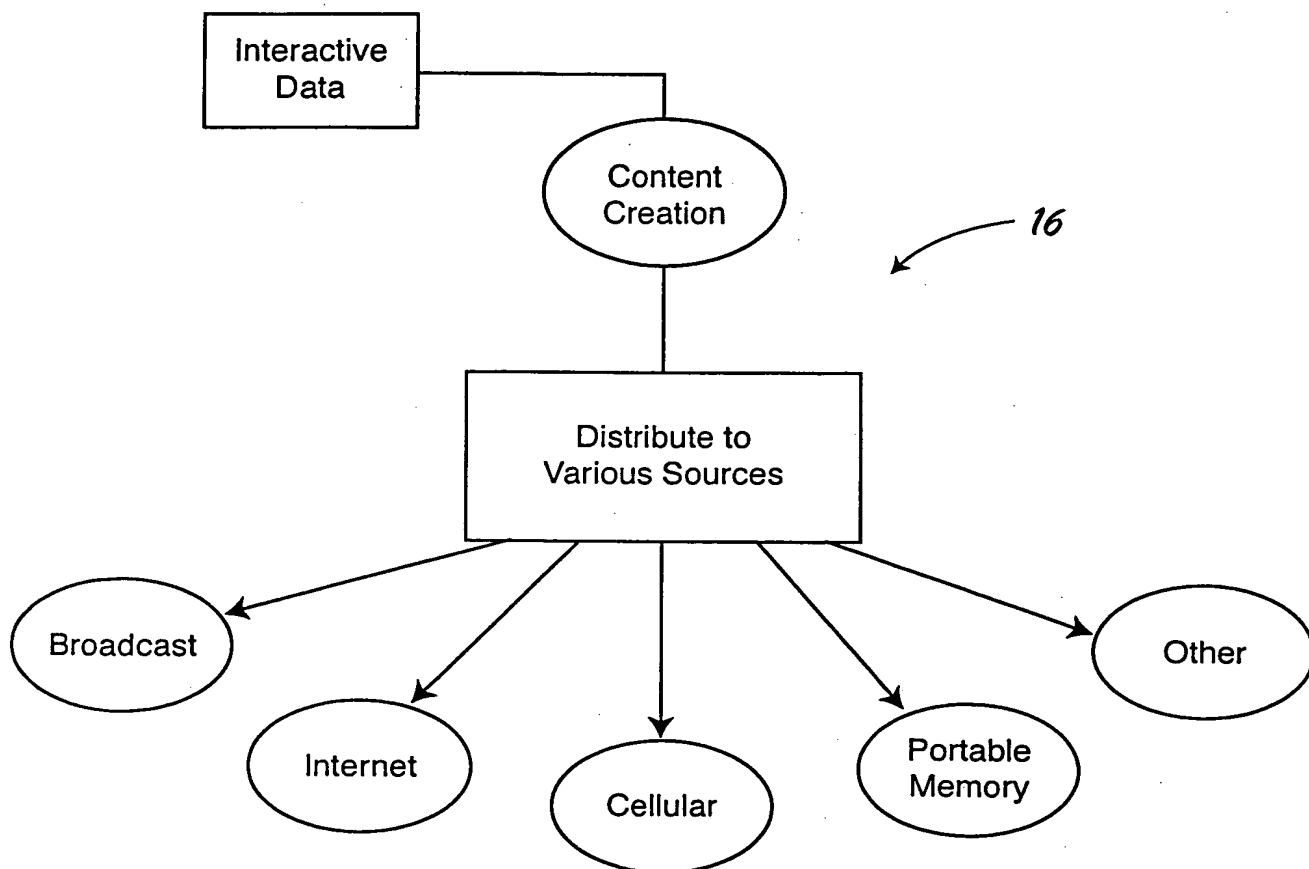 Interactive
Data
Content
Creation
16
Distribute to
Various Sources
Broadcast
Internet
Cellular
Portable
Memory
Other